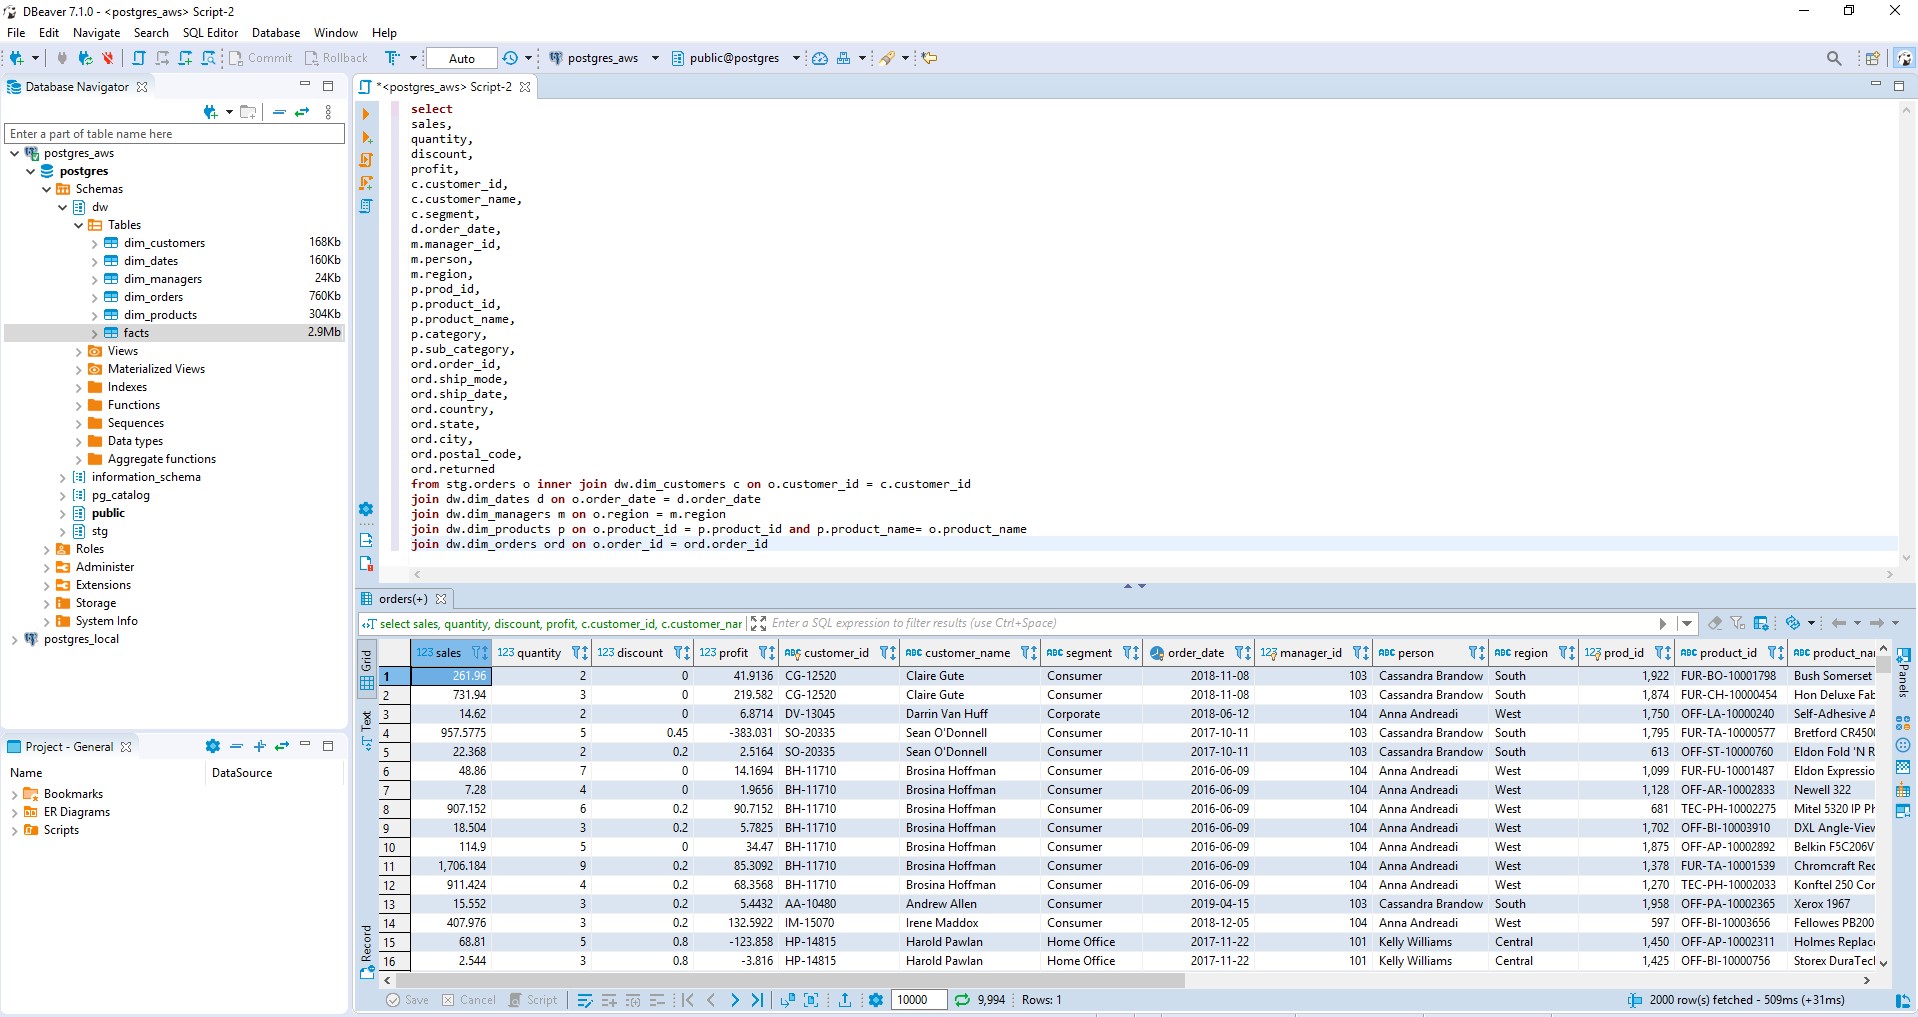 DBeaver 7.1.0 - <postgres_aws> Script-2
File Edit Navigate Search SQL Editor Database Window Help
Commit Rollback Auto postgres_aws public@postgres
Database Navigator
Enter a part of table name here
postgres_aws
postgres
Schemas
dw
Tables
dim_customers 168Kb
dim_dates 160Kb
dim_managers 24Kb
dim_orders 760Kb
dim_products 304Kb
facts 2.9Mb
Views
Materialized Views
Indexes
Functions
Sequences
Data types
Aggregate functions
information_schema
pg_catalog
public
stg
Roles
Administer
Extensions
Storage
System Info
postgres_local
Project - General
Name DataSource
Bookmarks
ER Diagrams
Scripts
*<postgres_aws> Script-2
select
sales,
quantity,
discount,
profit,
c.customer_id,
c.customer_name,
c.segment,
d.order_date,
m.manager_id,
m.person,
m.region,
p.prod_id,
p.product_id,
p.product_name,
p.category,
p.sub_category,
ord.order_id,
ord.ship_mode,
ord.ship_date,
ord.country,
ord.state,
ord.city,
ord.postal_code,
ord.returned
from stg.orders o inner join dw.dim_customers c on o.customer_id = c.customer_id
join dw.dim_dates d on o.order_date = d.order_date
join dw.dim_managers m on o.region = m.region
join dw.dim_products p on o.product_id = p.product_id and p.product_name= o.product_name
join dw.dim_orders ord on o.order_id = ord.order_id
orders(+)
select sales, quantity, discount, profit, c.customer_id, c.customer_nar Enter a SQL expression to filter results (use Ctrl+Space)
Grid
Text
Record
Panels
123 sales 123 quantity 123 discount 123 profit ABC customer_id ABC customer_name ABC segment order_date 123 manager_id ABC person ABC region 123 prod_id ABC product_id ABC product_nar
1 261.96 2 0 41.9136 CG-12520 Claire Gute Consumer 2018-11-08 103 Cassandra Brandow South 1,922 FUR-BO-10001798 Bush Somerset
2 731.94 3 0 219.582 CG-12520 Claire Gute Consumer 2018-11-08 103 Cassandra Brandow South 1,874 FUR-CH-10000454 Hon Deluxe Fab
3 14.62 2 0 6.8714 DV-13045 Darrin Van Huff Corporate 2018-06-12 104 Anna Andreadi West 1,750 OFF-LA-10000240 Self-Adhesive A
4 957.5775 5 0.45 -383.031 SO-20335 Sean O'Donnell Consumer 2017-10-11 103 Cassandra Brandow South 1,795 FUR-TA-10000577 Bretford CR450
5 22.368 2 0.2 2.5164 SO-20335 Sean O'Donnell Consumer 2017-10-11 103 Cassandra Brandow South 613 OFF-ST-10000760 Eldon Fold 'N R
6 48.86 7 0 14.1694 BH-11710 Brosina Hoffman Consumer 2016-06-09 104 Anna Andreadi West 1,099 FUR-FU-10001487 Eldon Expressio
7 7.28 4 0 1.9656 BH-11710 Brosina Hoffman Consumer 2016-06-09 104 Anna Andreadi West 1,128 OFF-AR-10002833 Newell 322
8 907.152 6 0.2 90.7152 BH-11710 Brosina Hoffman Consumer 2016-06-09 104 Anna Andreadi West 681 TEC-PH-10002275 Mitel 5320 IP Ph
9 18.504 3 0.2 5.7825 BH-11710 Brosina Hoffman Consumer 2016-06-09 104 Anna Andreadi West 1,702 OFF-BI-10003910 DXL Angle-View
10 114.9 5 0 34.47 BH-11710 Brosina Hoffman Consumer 2016-06-09 104 Anna Andreadi West 1,875 OFF-AP-10002892 Belkin F5C206V
11 1,706.184 9 0.2 85.3092 BH-11710 Brosina Hoffman Consumer 2016-06-09 104 Anna Andreadi West 1,378 FUR-TA-10001539 Chromcraft Rec
12 911.424 4 0.2 68.3568 BH-11710 Brosina Hoffman Consumer 2016-06-09 104 Anna Andreadi West 1,270 TEC-PH-10002033 Konftel 250 Cor
13 15.552 3 0.2 5.4432 AA-10480 Andrew Allen Consumer 2019-04-15 103 Cassandra Brandow South 1,958 OFF-PA-10002365 Xerox 1967
14 407.976 3 0.2 132.5922 IM-15070 Irene Maddox Consumer 2018-12-05 104 Anna Andreadi West 597 OFF-BI-10003656 Fellowes PB200
15 68.81 5 0.8 -123.858 HP-14815 Harold Pawlan Home Office 2017-11-22 101 Kelly Williams Central 1,450 OFF-AP-10002311 Holmes Replac
16 2.544 3 0.8 -3.816 HP-14815 Harold Pawlan Home Office 2017-11-22 101 Kelly Williams Central 1,425 OFF-BI-10000756 Storex DuraTecl
Save Cancel Script 10000 9,994 Rows: 1 2000 row(s) fetched - 509ms (+31ms)